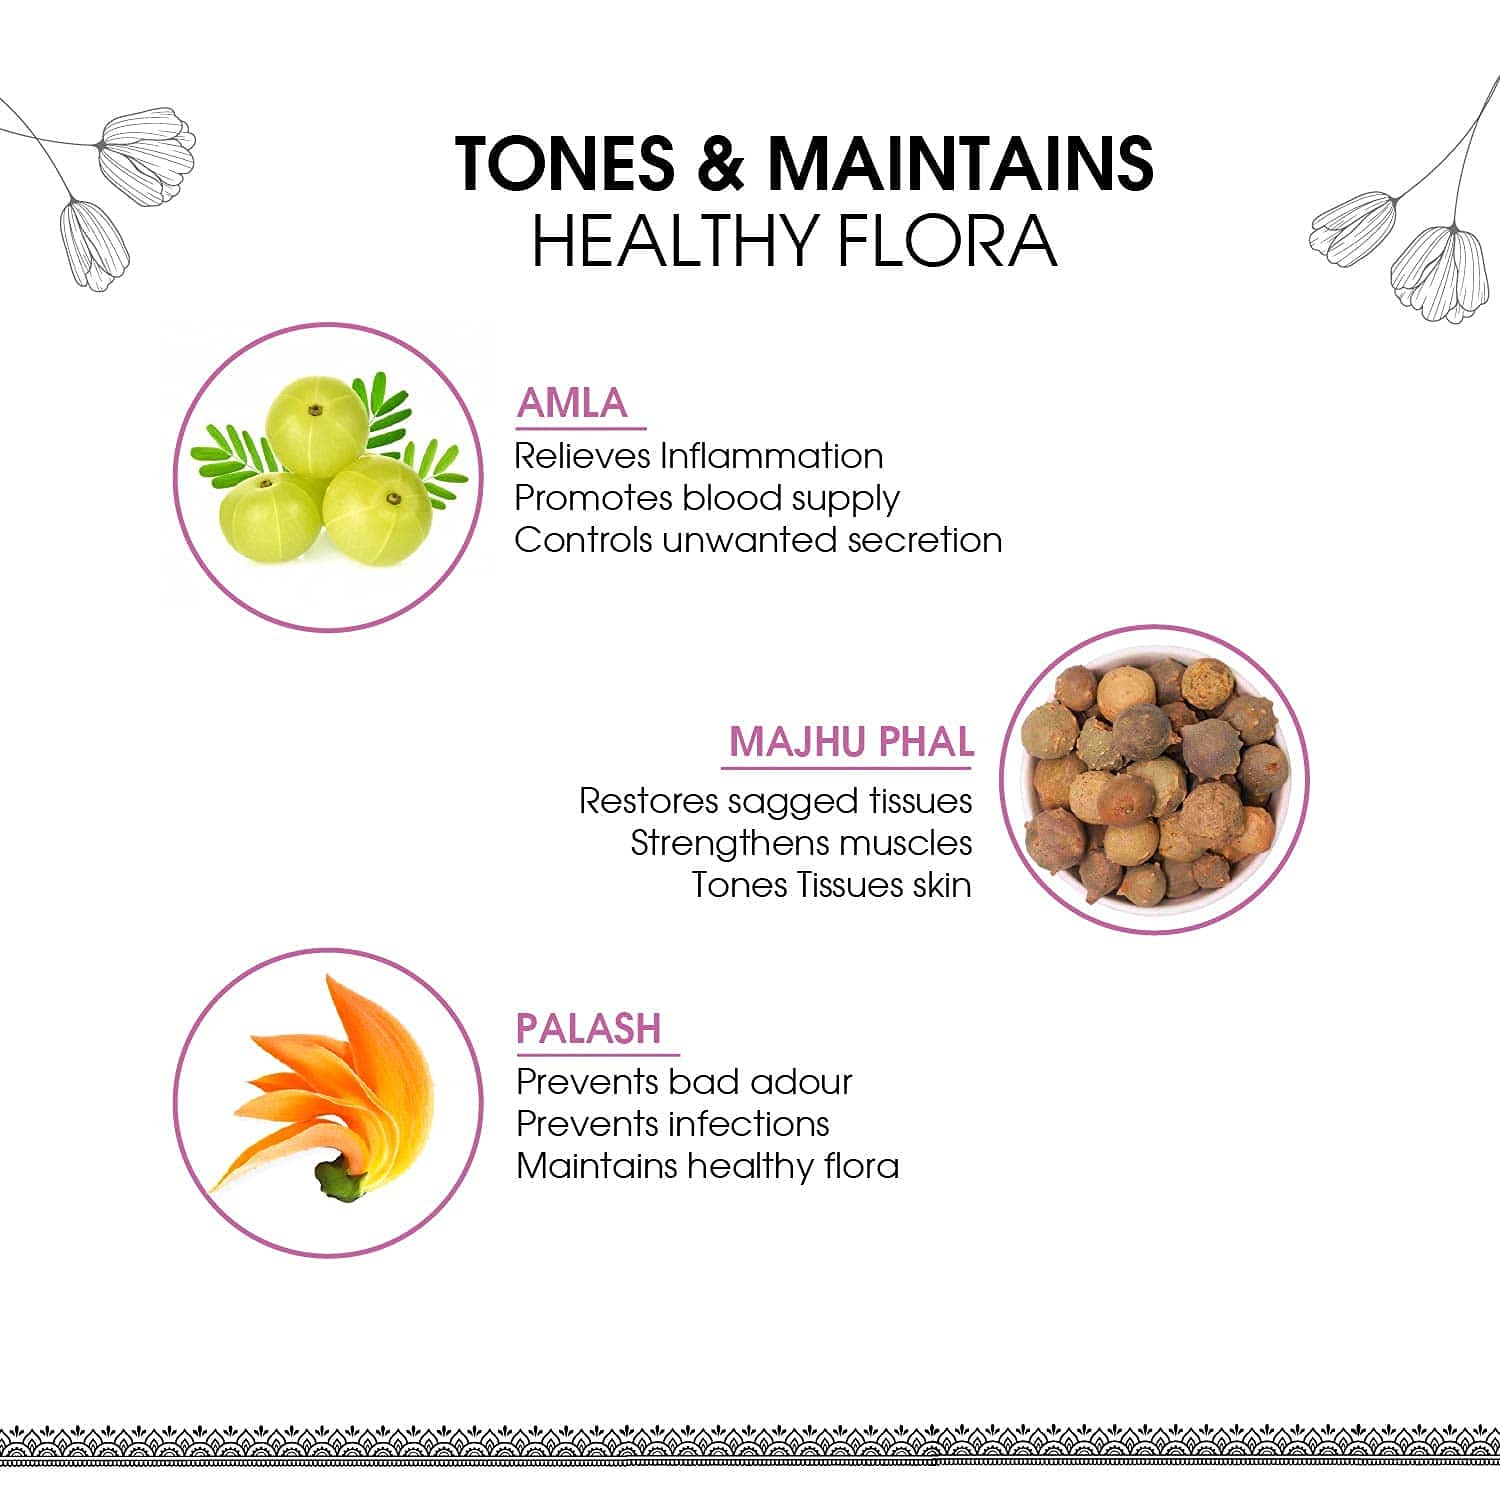 TONES & MAINTAINS
HEALTHY FLORA
AMLA
Relieves Inflammation
Promotes blood supply
Controls unwanted secretion
MAJHU PHAL
Restores sagged tissues
Strengthens muscles
Tones Tissues skin
PALASH
Prevents bad adour
Prevents infections
Maintains healthy flora